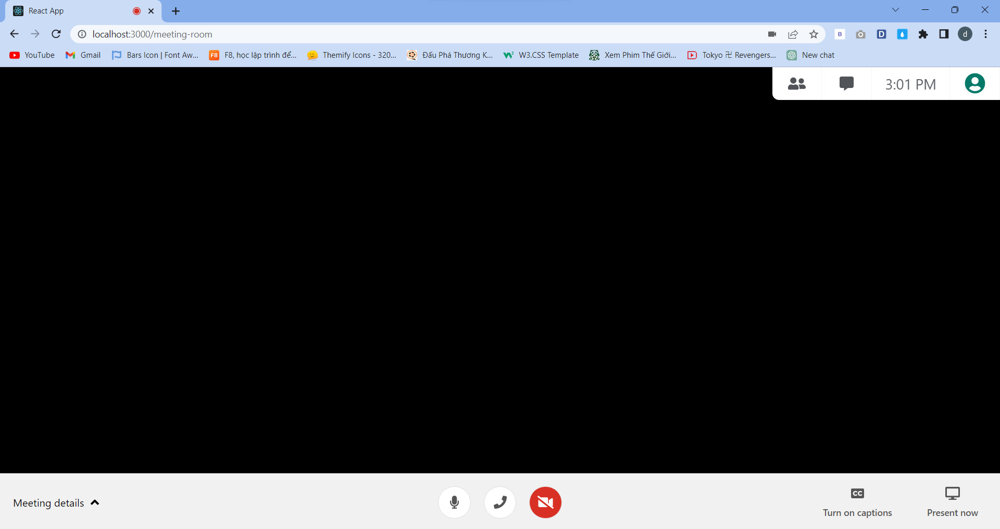 React App
localhost:3000/meeting-room
B
D
d
YouTube
Gmail
Bars Icon | Font Aw...
F8
F8, học lập trình để...
Themify Icons - 320...
Đấu Phá Thương K...
W3.CSS Template
Xem Phim Thế Giới...
Tokyo 卍 Revengers...
New chat
3:01 PM
Meeting details
CC
Turn on captions
Present now